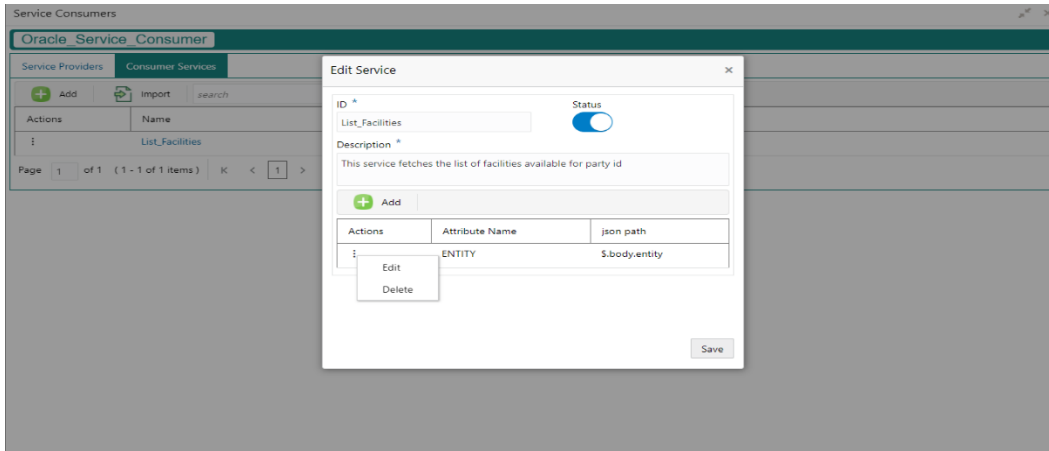 Service Consumers
Oracle_Service_Consumer
Service Providers Consumer Services
Add Import search
Actions Name
List_Facilities
Page 1 of 1 (1 - 1 of 1 items) K < 1 >
Edit Service ×
ID * Status
List_Facilities
Description *
This service fetches the list of facilities available for party id
Add
Actions Attribute Name json path
ENTITY $.body.entity
Edit
Delete
Save